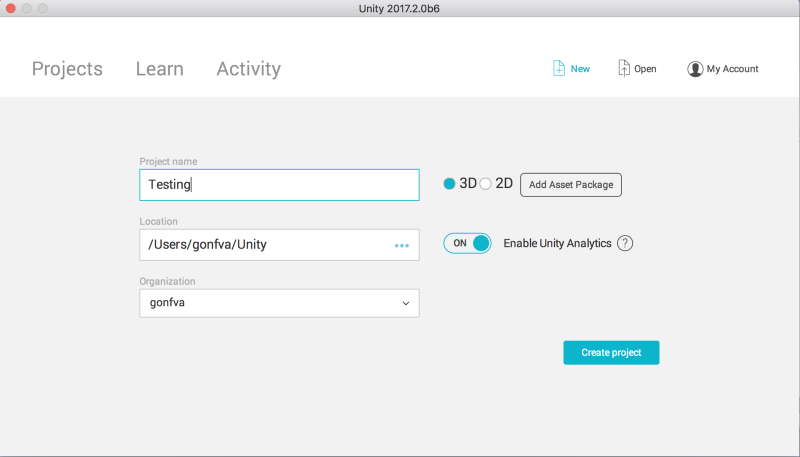 Unity 2017.2.0b6
Projects Learn Activity New Open My Account
Project name
Testing 3D 2D Add Asset Package
Location
/Users/gonfva/Unity ••• ON Enable Unity Analytics ?
Organization
gonfva
Create project